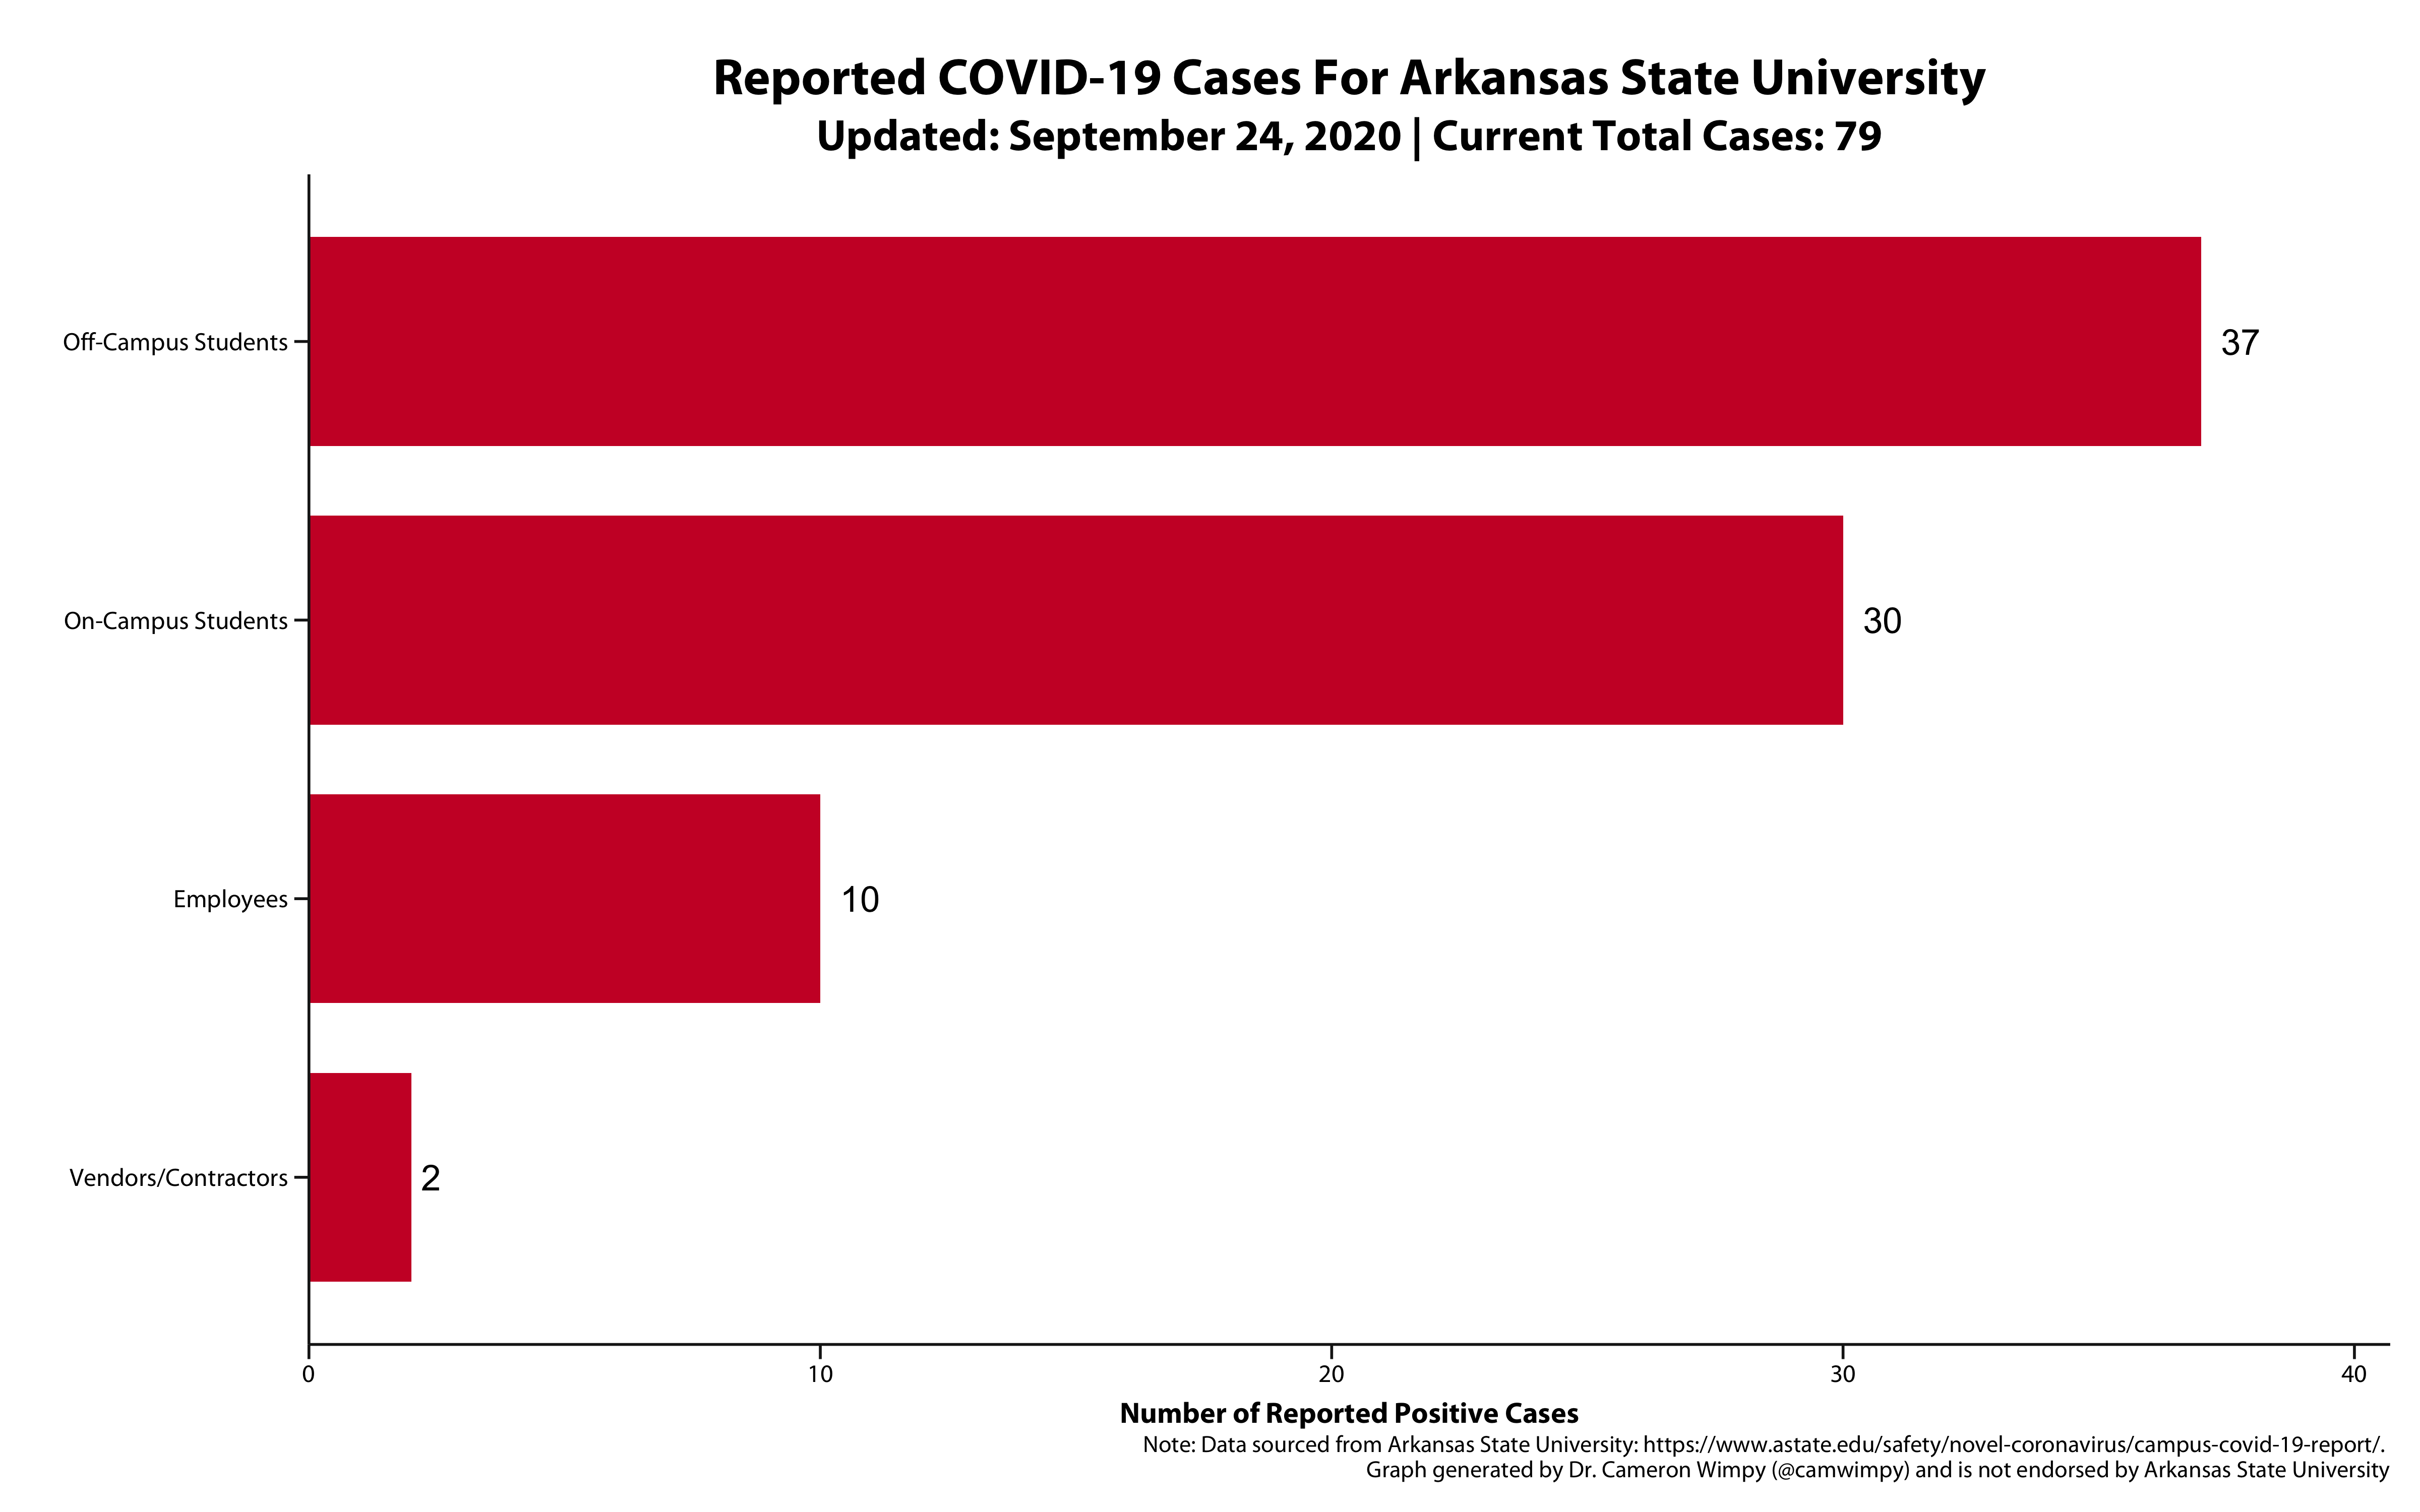 Reported COVID-19 Cases For Arkansas State University
Updated: September 24, 2020 | Current Total Cases: 79
Off-Campus Students
37
On-Campus Students
30
Employees
10
Vendors/Contractors
2
0
10
20
30
40
Number of Reported Positive Cases
Note: Data sourced from Arkansas State University: https://www.astate.edu/safety/novel-coronavirus/campus-covid-19-report/.
Graph generated by Dr. Cameron Wimpy (@camwimpy) and is not endorsed by Arkansas State University